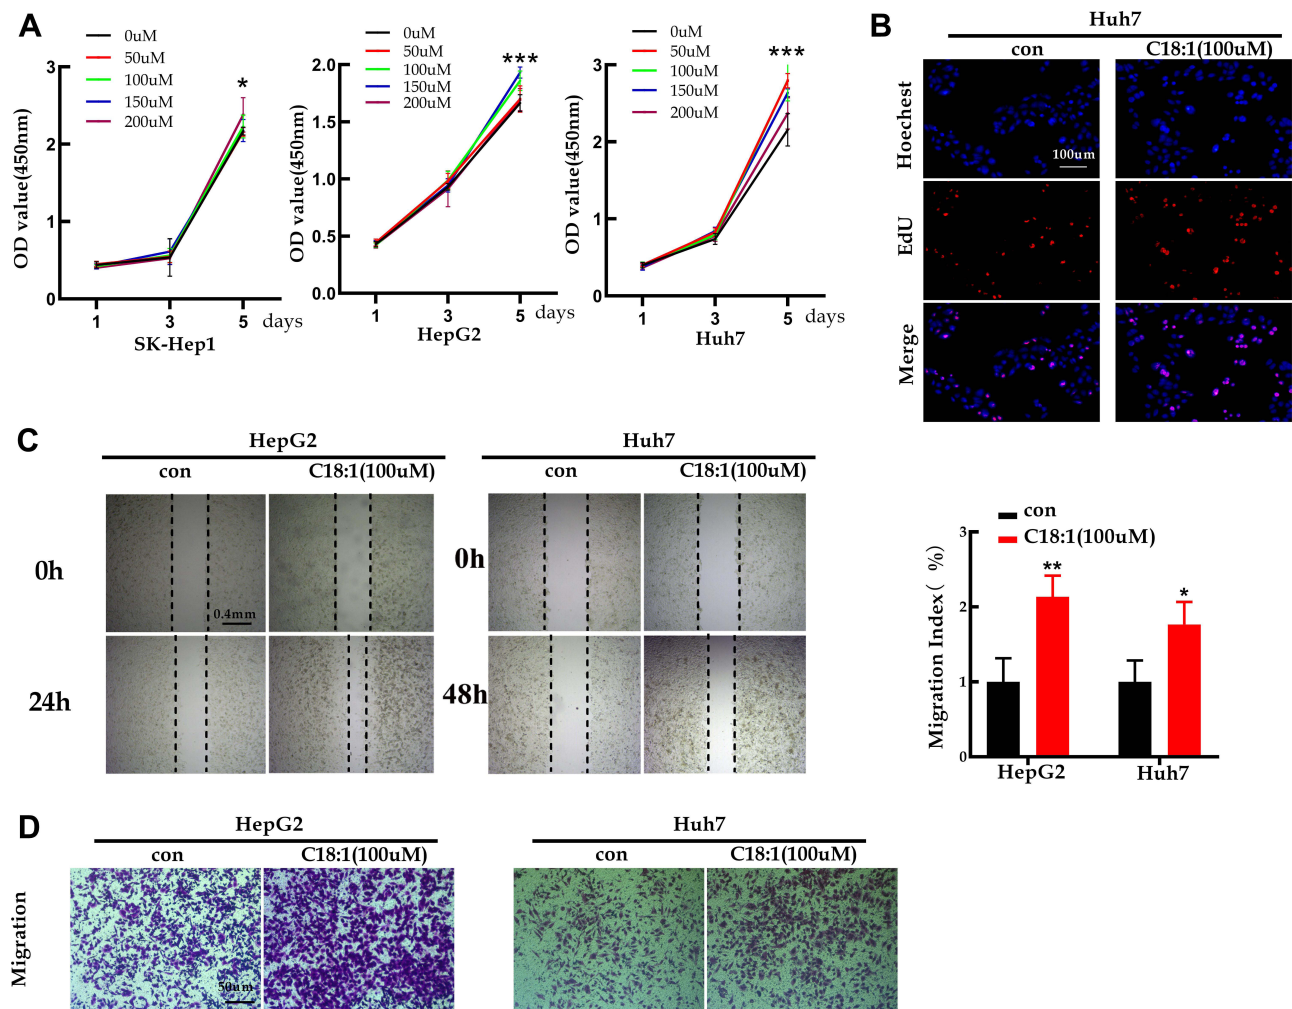 A
0uM
50uM
100uM
150uM
200uM
OD value(450nm)
3
2
1
0
*
1 3 5 days
SK-Hep1
0uM
50uM
100uM
150uM
200uM
OD value(450nm)
2.0
1.5
1.0
0.5
0.0
***
1 3 5 days
HepG2
0uM
50uM
100uM
150uM
200uM
OD value(450nm)
3
2
1
0
***
1 3 5 days
Huh7
B
Huh7
con C18:1(100uM)
Hoechest
100um
EdU
Merge
C
HepG2
con C18:1(100uM)
0h
0.4mm
24h
Huh7
con C18:1(100uM)
0h
48h
con
C18:1(100uM)
Migration Index( %)
3
2
1
0
**
*
HepG2 Huh7
D
HepG2
con C18:1(100uM)
Migration
50um
Huh7
con C18:1(100uM)